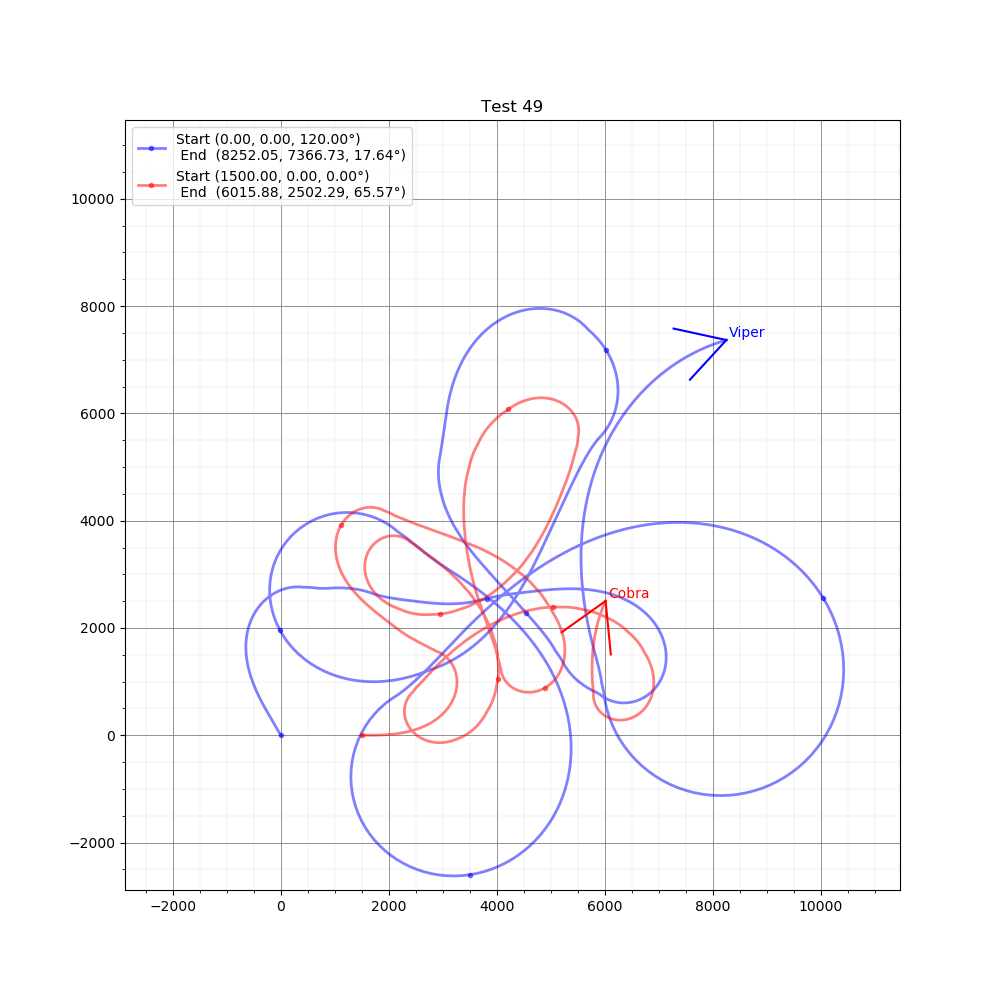 Test 49
Start (0.00, 0.00, 120.00°)
End  (8252.05, 7366.73, 17.64°)
Start (1500.00, 0.00, 0.00°)
End  (6015.88, 2502.29, 65.57°)
10000
8000
6000
4000
2000
0
−2000
Viper
Cobra
−2000 0 2000 4000 6000 8000 10000